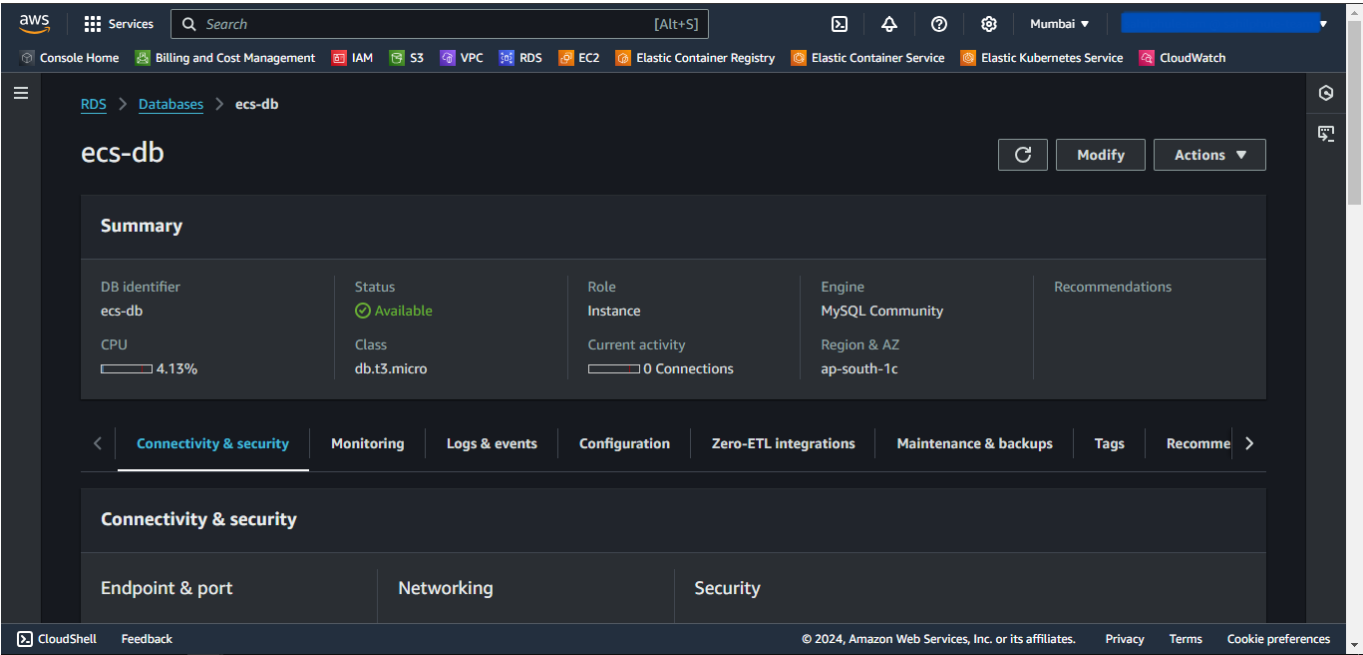 aws Services Search [Alt+S] Mumbai ▼
Console Home Billing and Cost Management IAM S3 VPC RDS EC2 Elastic Container Registry Elastic Container Service Elastic Kubernetes Service CloudWatch
RDS > Databases > ecs-db
ecs-db
Modify Actions ▼
Summary
DB identifier Status Role Engine Recommendations
ecs-db Available Instance MySQL Community
CPU Class Current activity Region & AZ
4.13% db.t3.micro 0 Connections ap-south-1c
Connectivity & security Monitoring Logs & events Configuration Zero-ETL integrations Maintenance & backups Tags Recomme
Connectivity & security
Endpoint & port Networking Security
CloudShell Feedback © 2024, Amazon Web Services, Inc. or its affiliates. Privacy Terms Cookie preferences